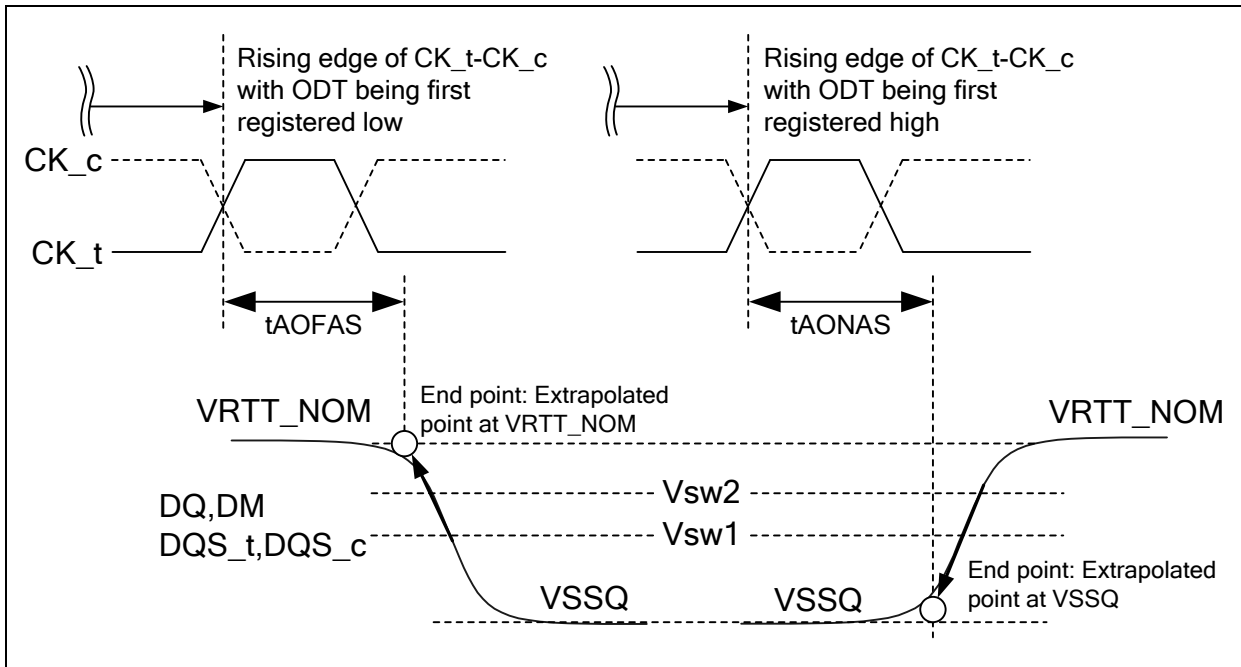 Rising edge of CK_t-CK_c
with ODT being first
registered low
Rising edge of CK_t-CK_c
with ODT being first
registered high
CK_c
CK_t
tAOFAS
tAONAS
VRTT_NOM
End point: Extrapolated
point at VRTT_NOM
VRTT_NOM
Vsw2
DQ,DM
Vsw1
DQS_t,DQS_c
VSSQ
VSSQ
End point: Extrapolated
point at VSSQ